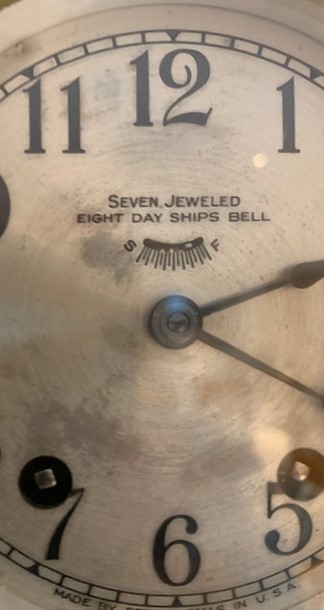 11 12 1
SEVEN JEWELED
EIGHT DAY SHIPS BELL
S F
7 6 5
MADE BY IN U.S.A.